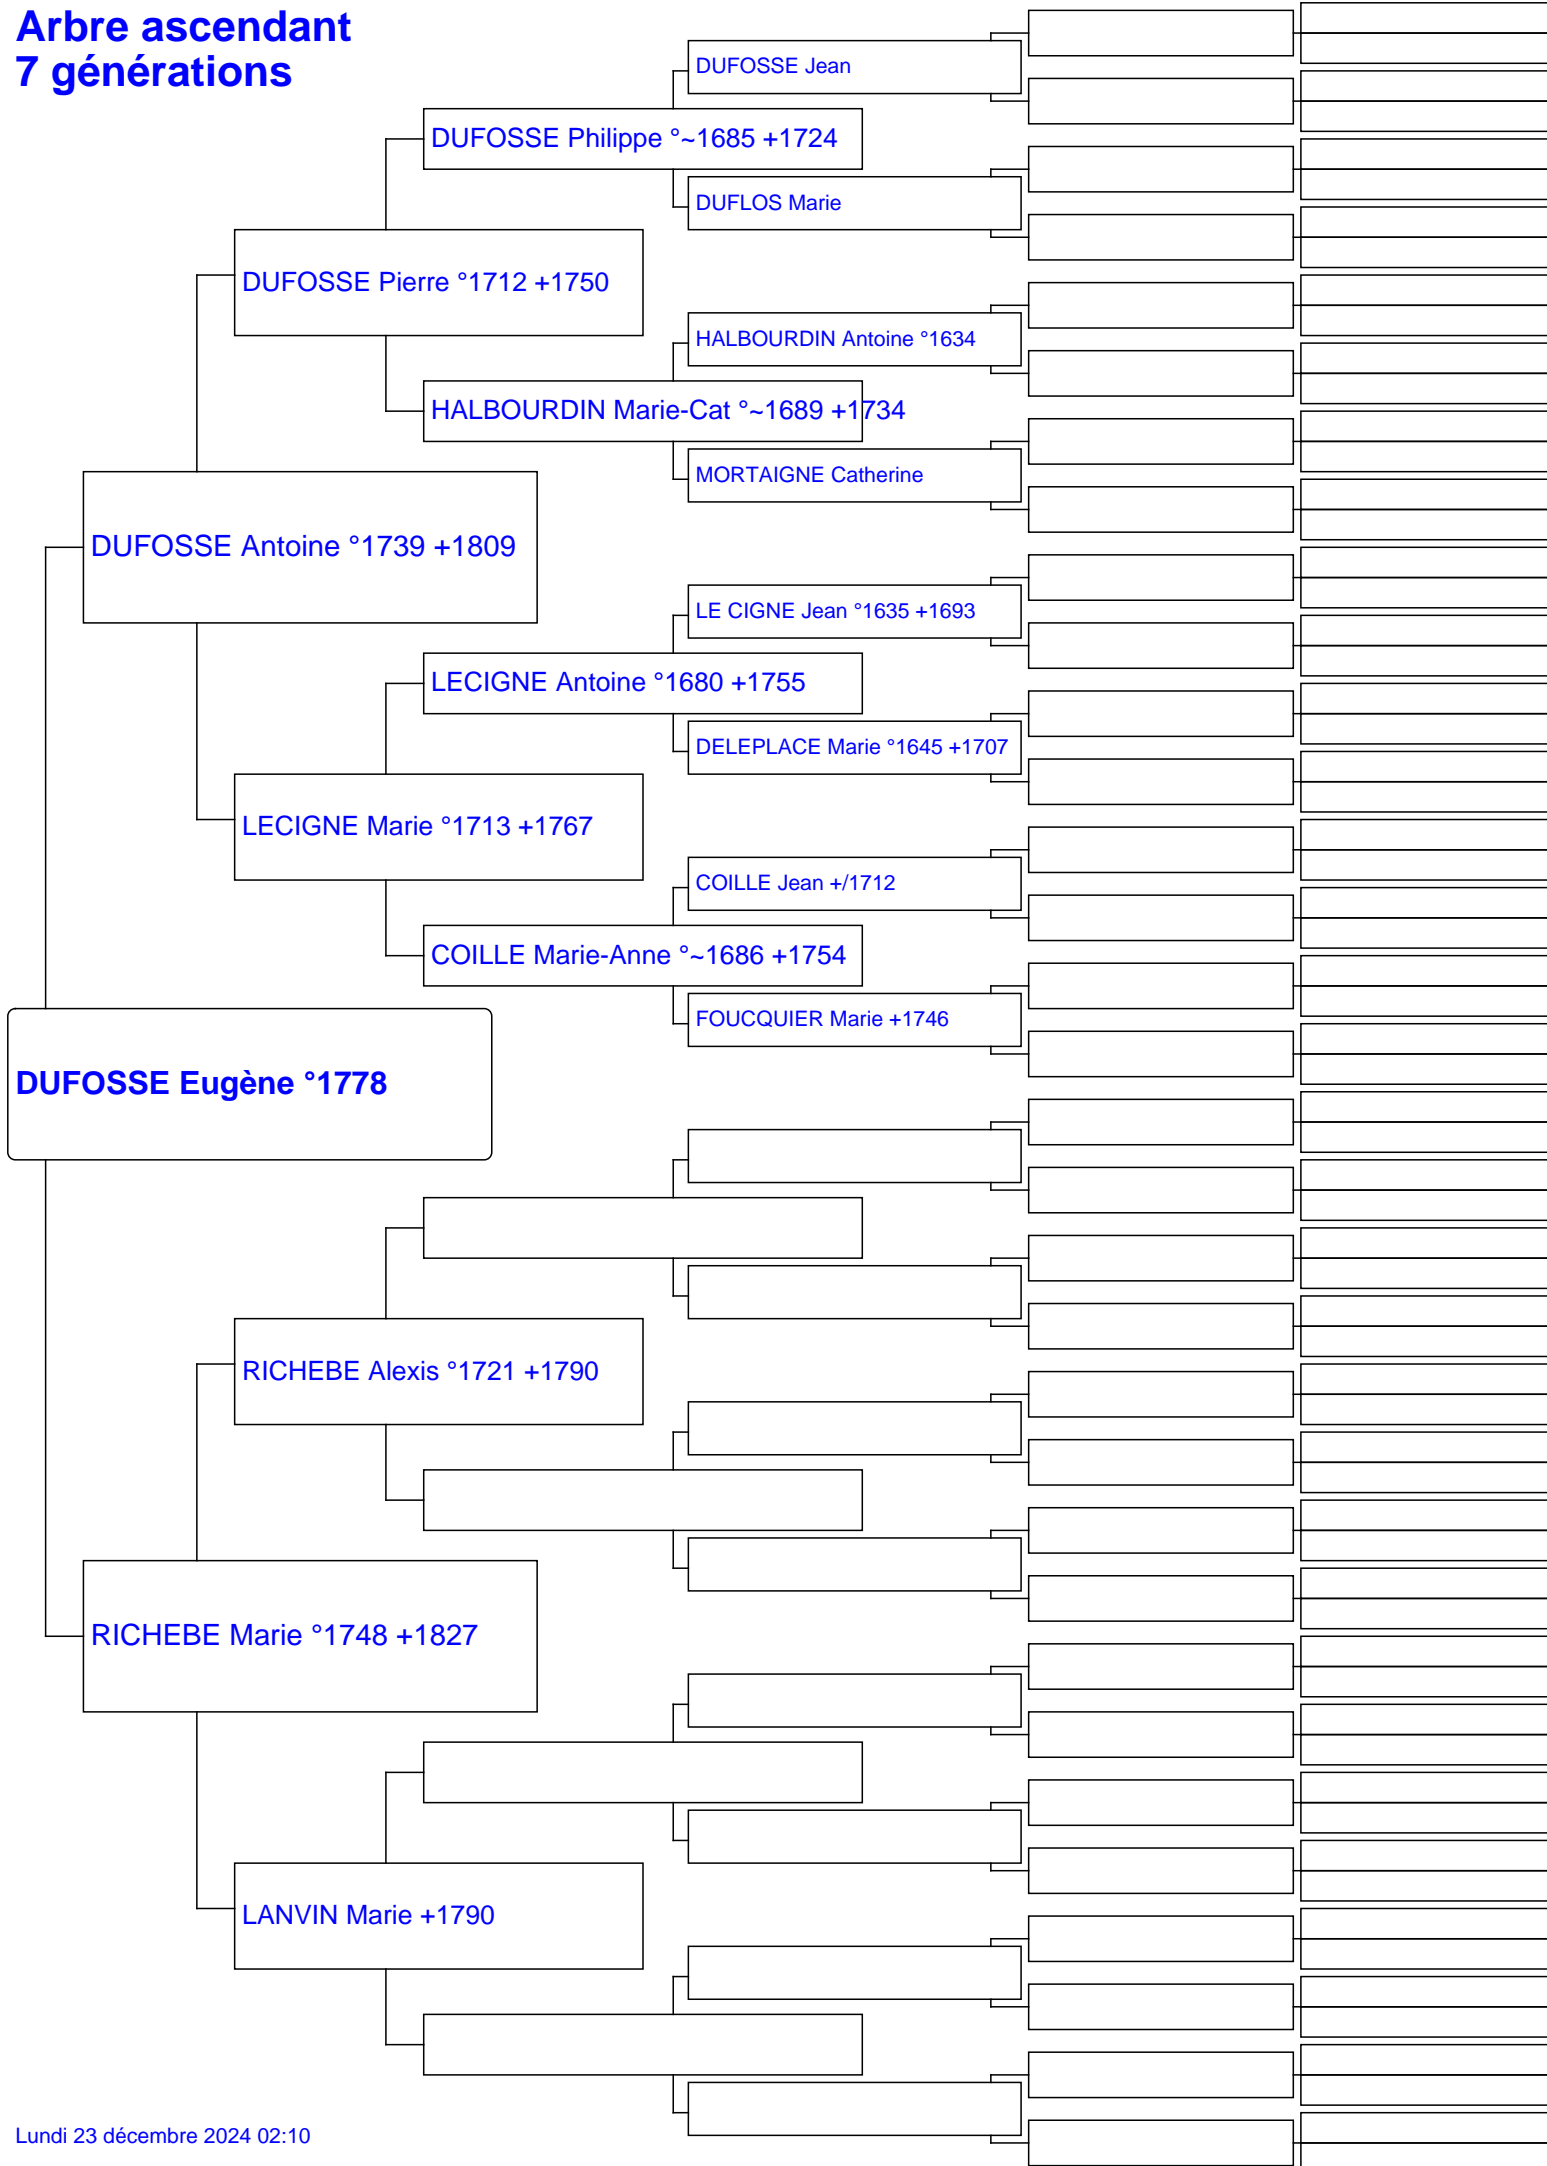 Arbre ascendant
7 générations
DUFOSSE Jean
DUFOSSE Philippe °~1685 +1724
DUFLOS Marie
DUFOSSE Pierre °1712 +1750
HALBOURDIN Antoine °1634
HALBOURDIN Marie-Cat °~1689 +1734
MORTAIGNE Catherine
DUFOSSE Antoine °1739 +1809
LE CIGNE Jean °1635 +1693
LECIGNE Antoine °1680 +1755
DELEPLACE Marie °1645 +1707
LECIGNE Marie °1713 +1767
COILLE Jean +/1712
COILLE Marie-Anne °~1686 +1754
FOUCQUIER Marie +1746
DUFOSSE Eugène °1778
RICHEBE Alexis °1721 +1790
RICHEBE Marie °1748 +1827
LANVIN Marie +1790
Lundi 23 décembre 2024 02:10